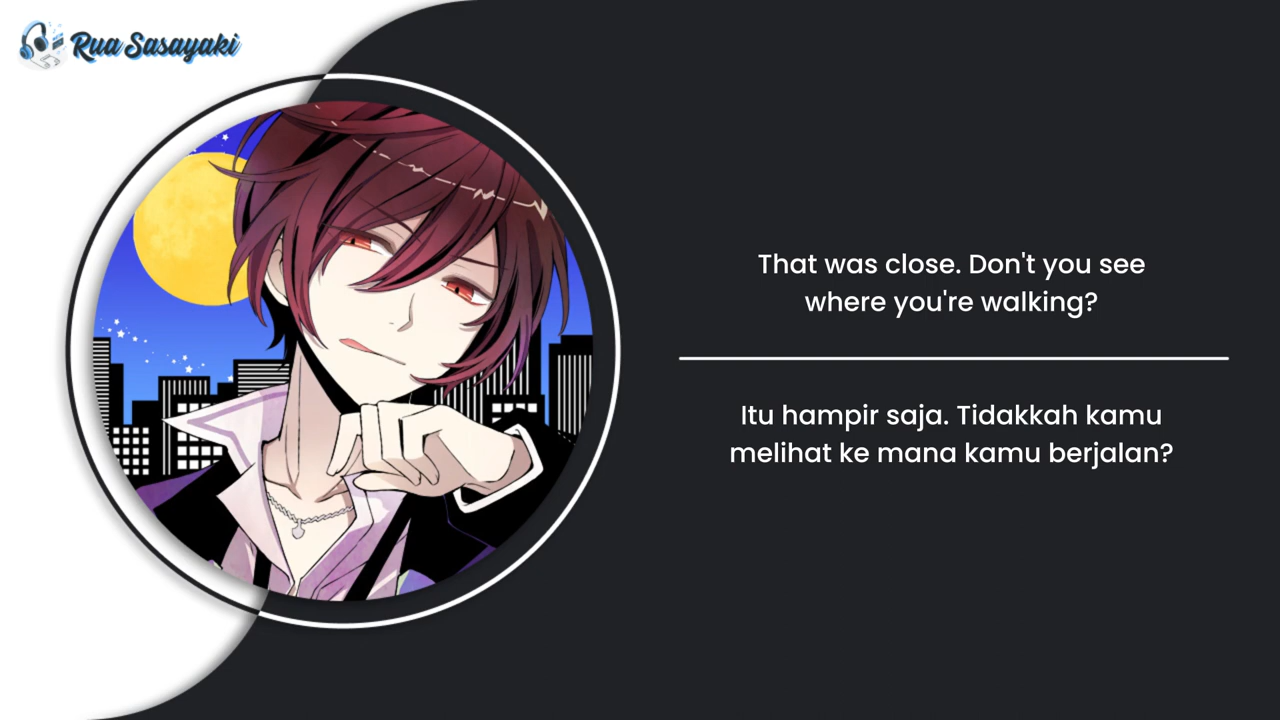 Rua Sasayaki
That was close. Don't you see
where you're walking?
Itu hampir saja. Tidakkah kamu
melihat ke mana kamu berjalan?